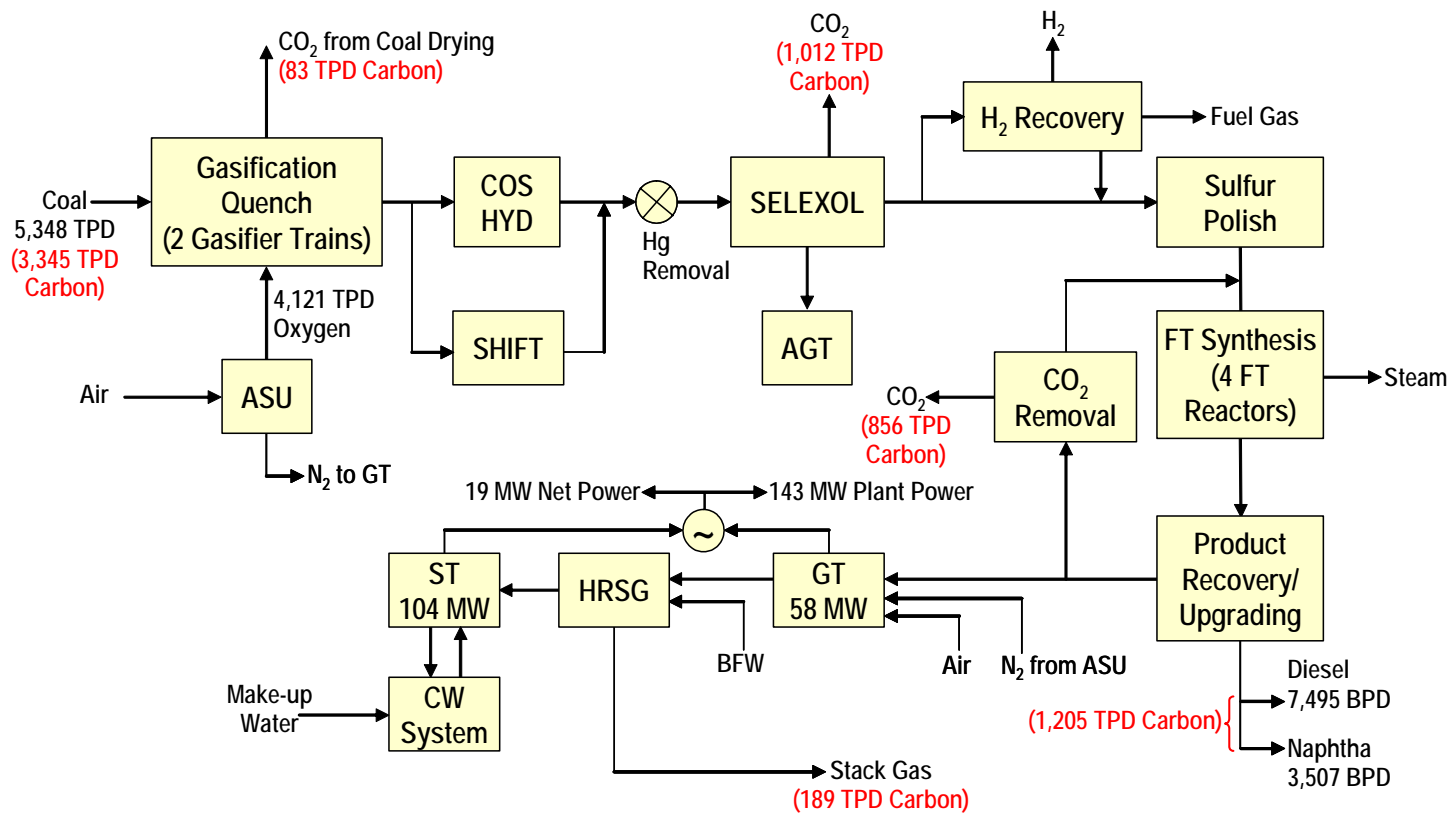 CO2 from Coal Drying
(83 TPD Carbon)
CO2
(1,012 TPD
Carbon)
H2
H2 Recovery
Fuel Gas
Gasification
Quench
(2 Gasifier Trains)
Coal
5,348 TPD
(3,345 TPD
Carbon)
COS
HYD
Hg
Removal
SELEXOL
Sulfur
Polish
4,121 TPD
Oxygen
SHIFT
AGT
FT Synthesis
(4 FT
Reactors)
Steam
Air
ASU
N2 to GT
CO2
Removal
CO2
(856 TPD
Carbon)
19 MW Net Power
143 MW Plant Power
~
ST
104 MW
HRSG
GT
58 MW
Product
Recovery/
Upgrading
BFW
Air
N2 from ASU
Make-up
Water
CW
System
Diesel
7,495 BPD
(1,205 TPD Carbon)
Naphtha
3,507 BPD
Stack Gas
(189 TPD Carbon)